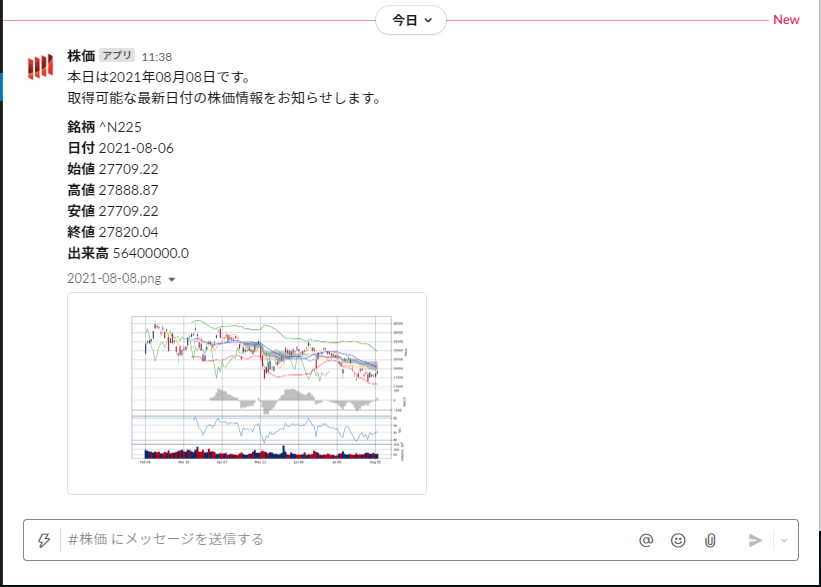 今日
New
株価 アプリ 11:38
本日は2021年08月08日です。
取得可能な最新日付の株価情報をお知らせします。
銘柄 ^N225
日付 2021-08-06
始値 27709.22
高値 27888.87
安値 27709.22
終値 27820.04
出来高 56400000.0
2021-08-08.png
#株価 にメッセージを送信する